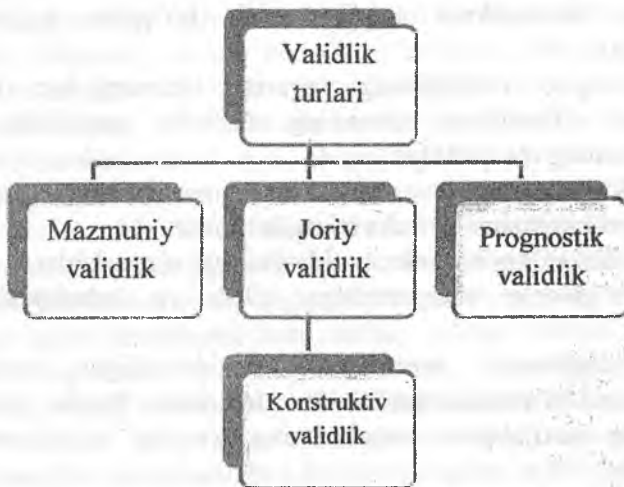 Validlik
turlari
Mazmuniy
validlik
Joriy
validlik
Prognostik
validlik
Konstruktiv
validlik